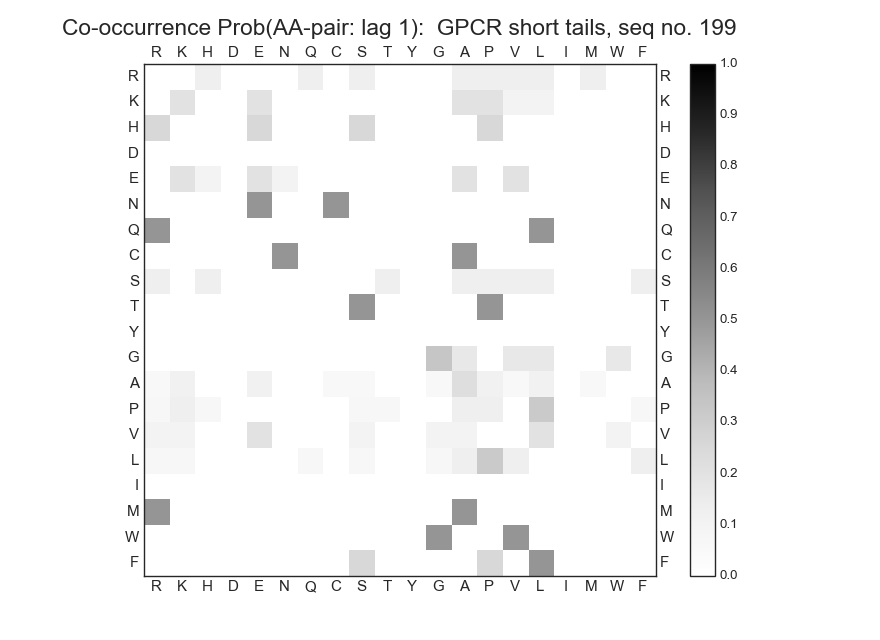 Co-occurrence Prob(AA-pair: lag 1):  GPCR short tails, seq no. 199
R K H D E N Q C S T Y G A P V L I M W F
R R 1.0
K K 0.9
H H
D D 0.8
E E
N N 0.7
Q Q
C C 0.6
S S
T T 0.5
Y Y
G G 0.4
A A
P P 0.3
V V
L L 0.2
I I
M M 0.1
W W
F F 0.0
R K H D E N Q C S T Y G A P V L I M W F